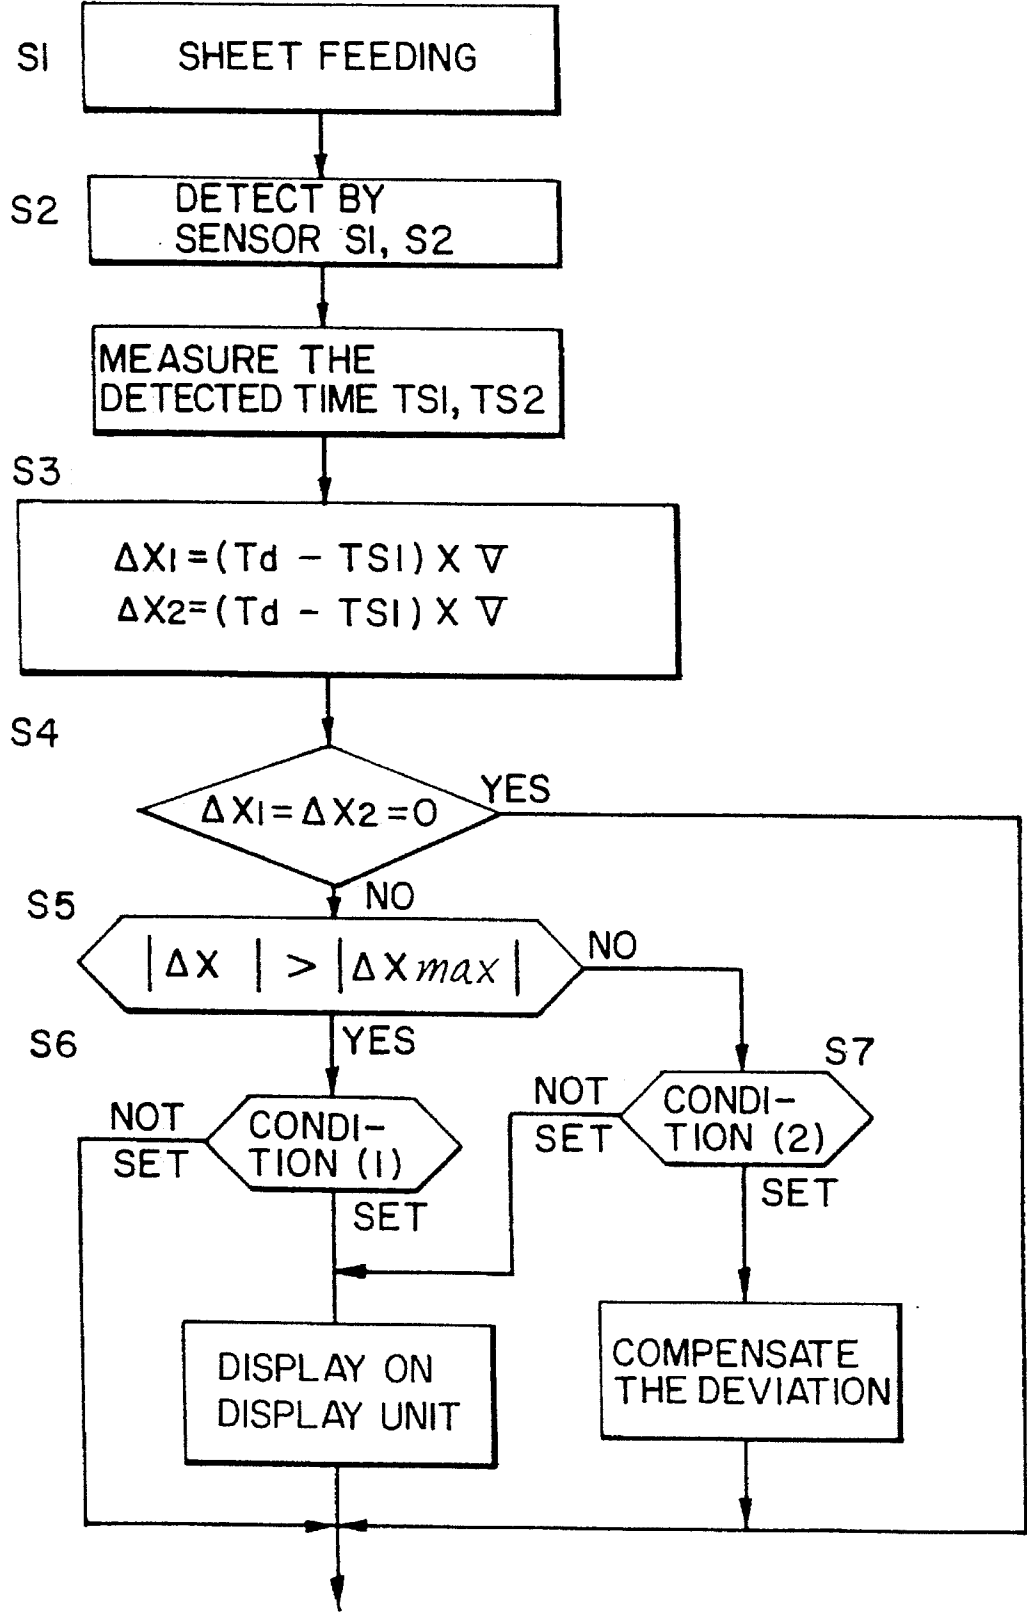 S1
SHEET FEEDING
S2
DETECT BY
SENSOR S1, S2
MEASURE THE
DETECTED TIME TS1, TS2
S3
ΔX1=(Td - TS1) X V
ΔX2=(Td - TS1) X V
S4
ΔX1=ΔX2=0
YES
NO
S5
|ΔX | > |ΔXmax|
NO
YES
S6
S7
NOT
SET
CONDI-
TION (1)
SET
NOT
SET
CONDI-
TION (2)
SET
DISPLAY ON
DISPLAY UNIT
COMPENSATE
THE DEVIATION